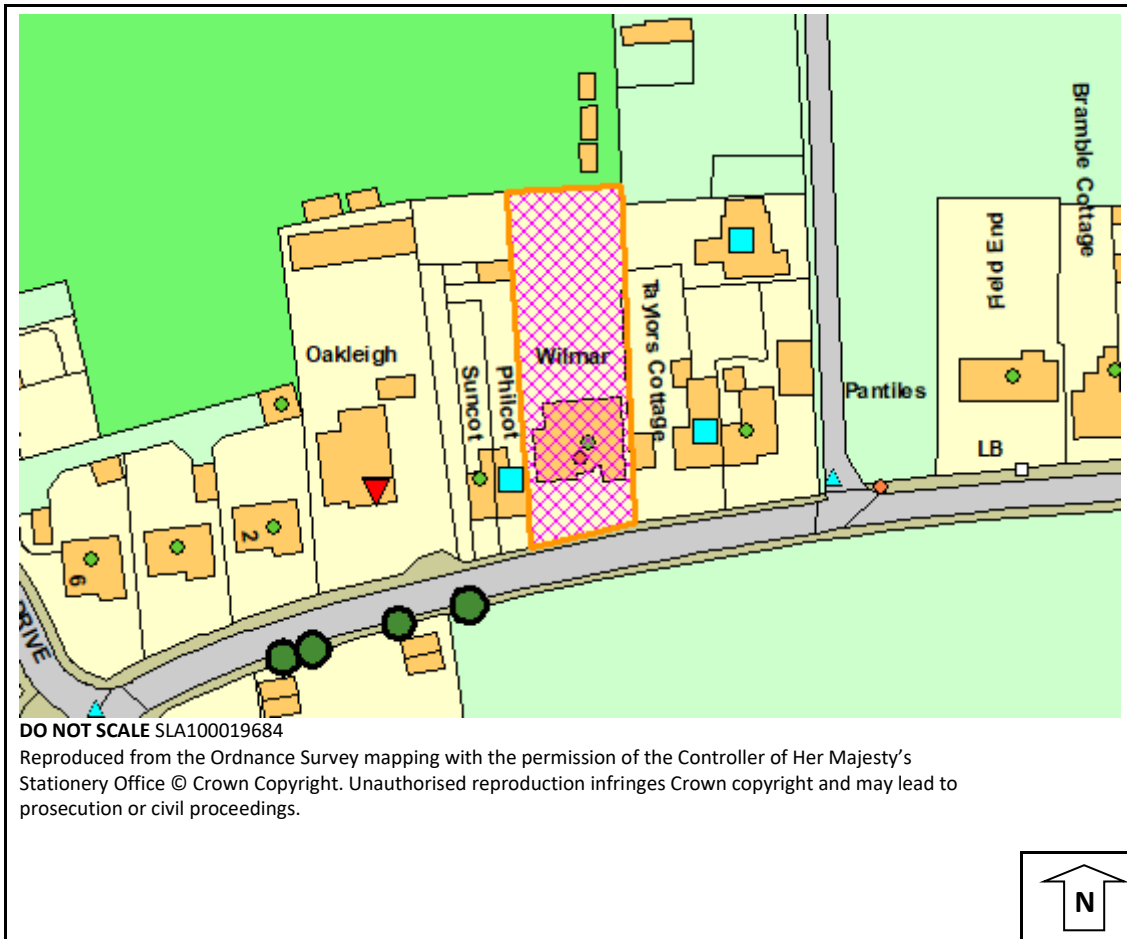 Bramble Cottage
Field End
Oakleigh
Wilmar
Taylors Cottage
Suncot
Philcot
Pantiles
LB
2
6
DRIVE
DO NOT SCALE SLA100019684
Reproduced from the Ordnance Survey mapping with the permission of the Controller of Her Majesty’s
Stationery Office © Crown Copyright. Unauthorised reproduction infringes Crown copyright and may lead to
prosecution or civil proceedings.
N